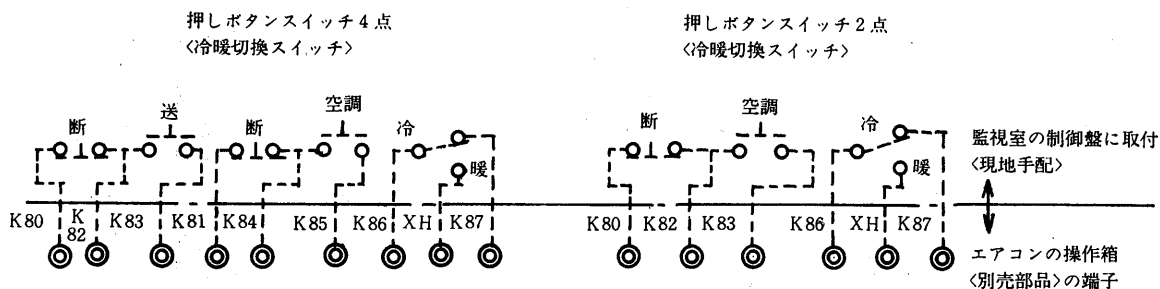 押しボタンスイッチ4点
〈冷暖切換スイッチ〉
断
送
断
空調
冷
暖
K80
K82
K83
K81
K84
K85
K86
XH
K87
押しボタンスイッチ2点
〈冷暖切換スイッチ〉
断
空調
冷
暖
K80
K82
K83
K86
XH
K87
監視室の制御盤に取付
〈現地手配〉
エアコンの操作箱
〈別売部品〉の端子